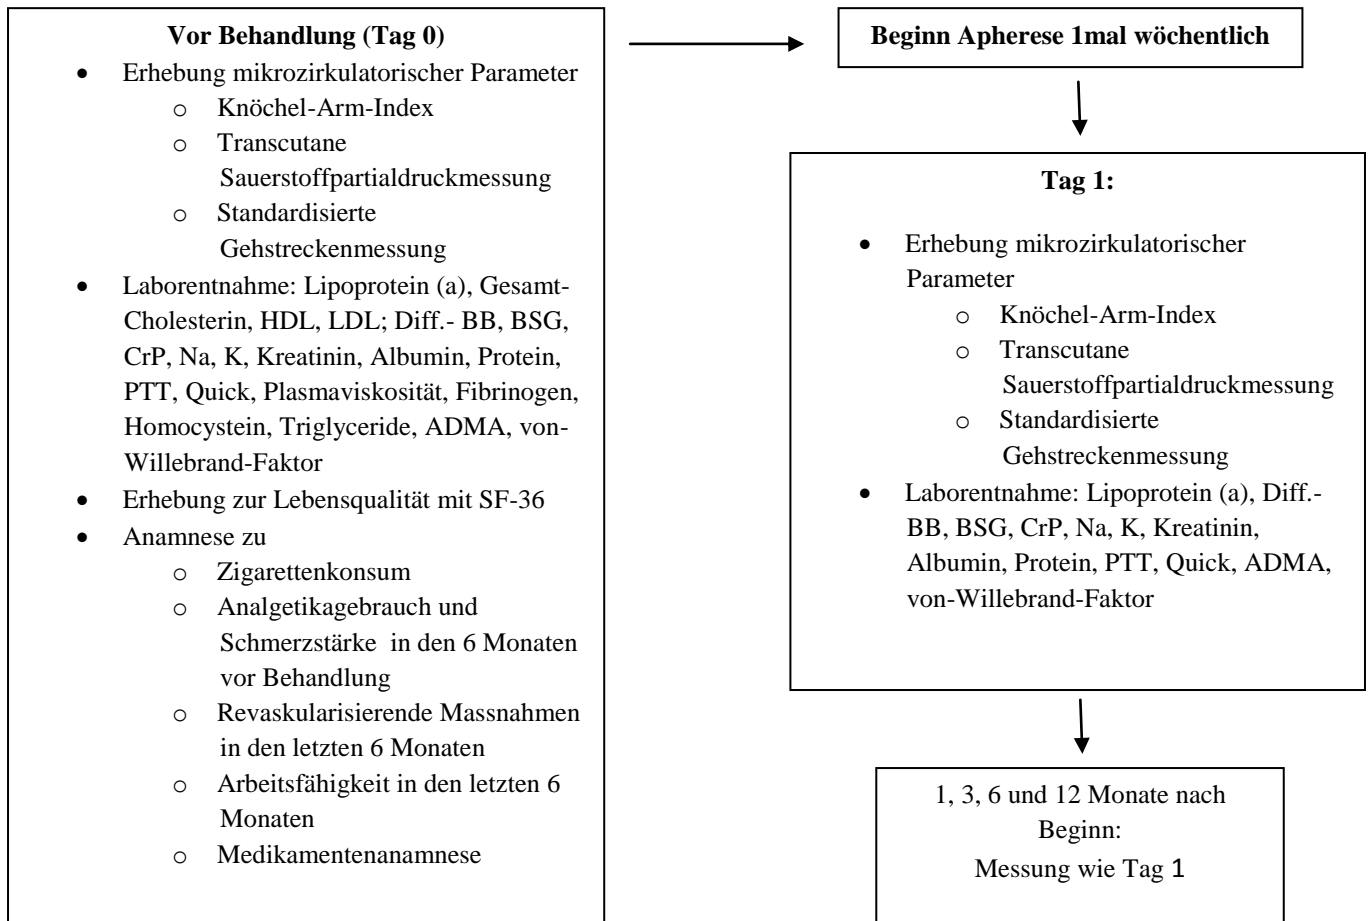 Vor Behandlung (Tag 0)
• Erhebung mikrozirkulatorischer Parameter
o Knöchel-Arm-Index
o Transcutane
Sauerstoffpartialdruckmessung
o Standardisierte
Gehstreckenmessung
• Laborentnahme: Lipoprotein (a), Gesamt-
Cholesterin, HDL, LDL; Diff.- BB, BSG,
CrP, Na, K, Kreatinin, Albumin, Protein,
PTT, Quick, Plasmaviskosität, Fibrinogen,
Homocystein, Triglyceride, ADMA, von-
Willebrand-Faktor
• Erhebung zur Lebensqualität mit SF-36
• Anamnese zu
o Zigarettenkonsum
o Analgetikagebrauch und
Schmerzstärke in den 6 Monaten
vor Behandlung
o Revaskularisierende Massnahmen
in den letzten 6 Monaten
o Arbeitsfähigkeit in den letzten 6
Monaten
o Medikamentenanamnese
Beginn Apherese 1mal wöchentlich
Tag 1:
• Erhebung mikrozirkulatorischer
Parameter
o Knöchel-Arm-Index
o Transcutane
Sauerstoffpartialdruckmessung
o Standardisierte
Gehstreckenmessung
• Laborentnahme: Lipoprotein (a), Diff.-
BB, BSG, CrP, Na, K, Kreatinin,
Albumin, Protein, PTT, Quick, ADMA,
von-Willebrand-Faktor
1, 3, 6 und 12 Monate nach
Beginn:
Messung wie Tag 1